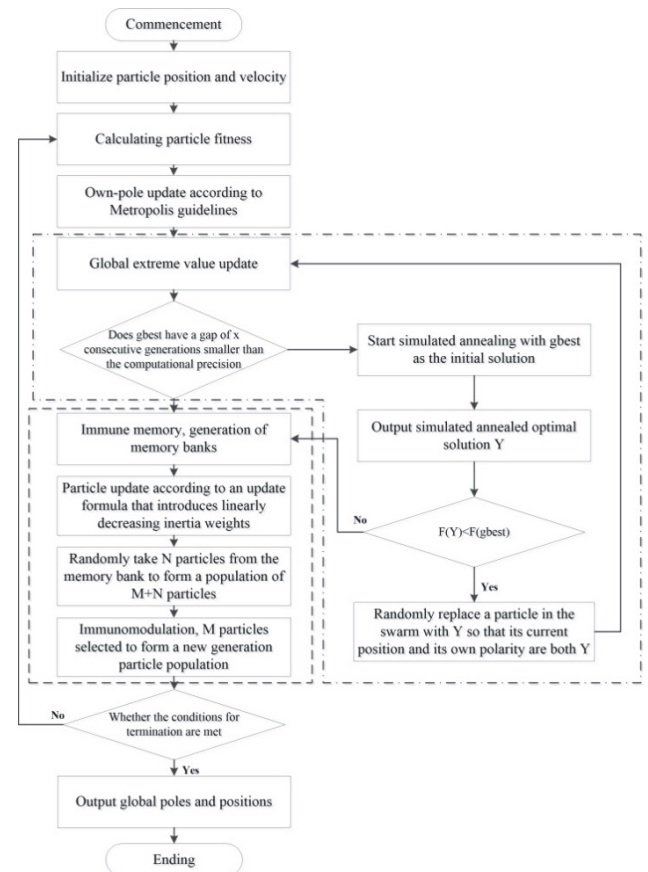 Commencement
Initialize particle position and velocity
Calculating particle fitness
Own-pole update according to
Metropolis guidelines
Global extreme value update
Does gbest have a gap of x
consecutive generations smaller than
the computational precision
Start simulated annealing with gbest
as the initial solution
Output simulated annealed optimal
solution Y
F(Y)<F(gbest)
No
Yes
Randomly replace a particle in the
swarm with Y so that its current
position and its own polarity are both Y
Immune memory, generation of
memory banks
Particle update according to an update
formula that introduces linearly
decreasing inertia weights
Randomly take N particles from the
memory bank to form a population of
M+N particles
Immunomodulation, M particles
selected to form a new generation
particle population
Whether the conditions for
termination are met
No
Yes
Output global poles and positions
Ending